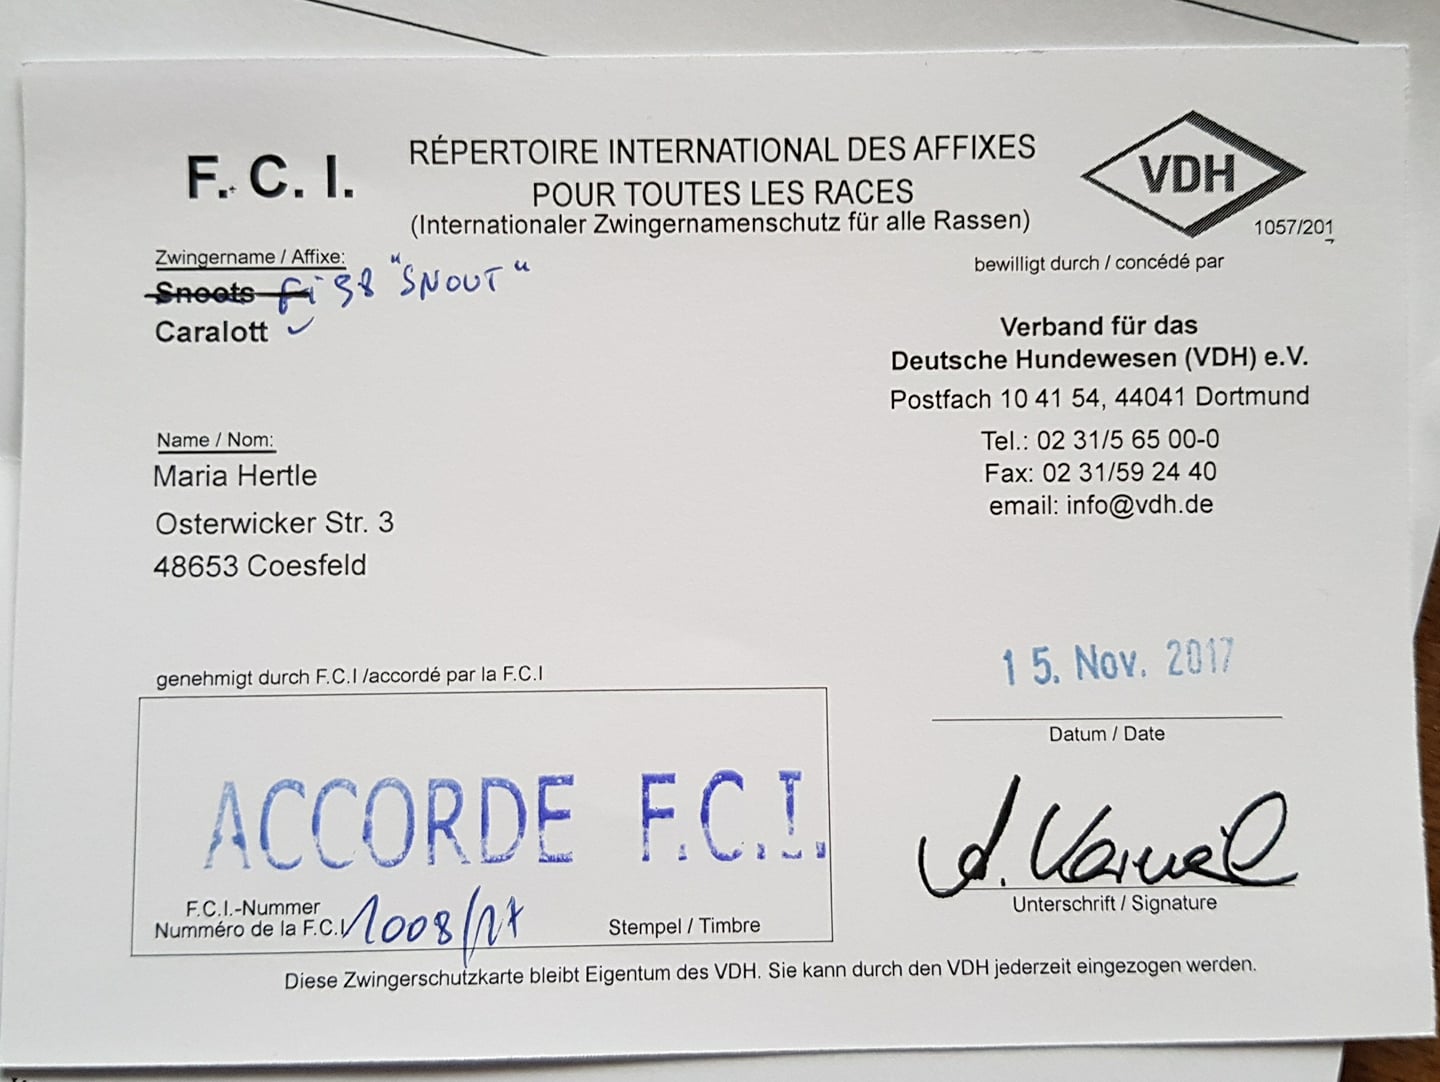 F. C. I.
RÉPERTOIRE INTERNATIONAL DES AFFIXES
POUR TOUTES LES RACES
(Internationaler Zwingernamenschutz für alle Rassen)
VDH
1057/201
7
Zwingername / Affixe:
Snoots "SNOUT"
Caralott
bewilligt durch / concédé par
Verband für das
Deutsche Hundewesen (VDH) e.V.
Postfach 10 41 54, 44041 Dortmund
Tel.: 02 31/5 65 00-0
Fax: 02 31/59 24 40
email: info@vdh.de
Name / Nom:
Maria Hertle
Osterwicker Str. 3
48653 Coesfeld
genehmigt durch F.C.I /accordé par la F.C.I
ACCORDE F.C.I.
F.C.I.-Nummer
Numméro de la F.C.I 1008/17
Stempel / Timbre
15. Nov. 2017
Datum / Date
Unterschrift / Signature
Diese Zwingerschutzkarte bleibt Eigentum des VDH. Sie kann durch den VDH jederzeit eingezogen werden.